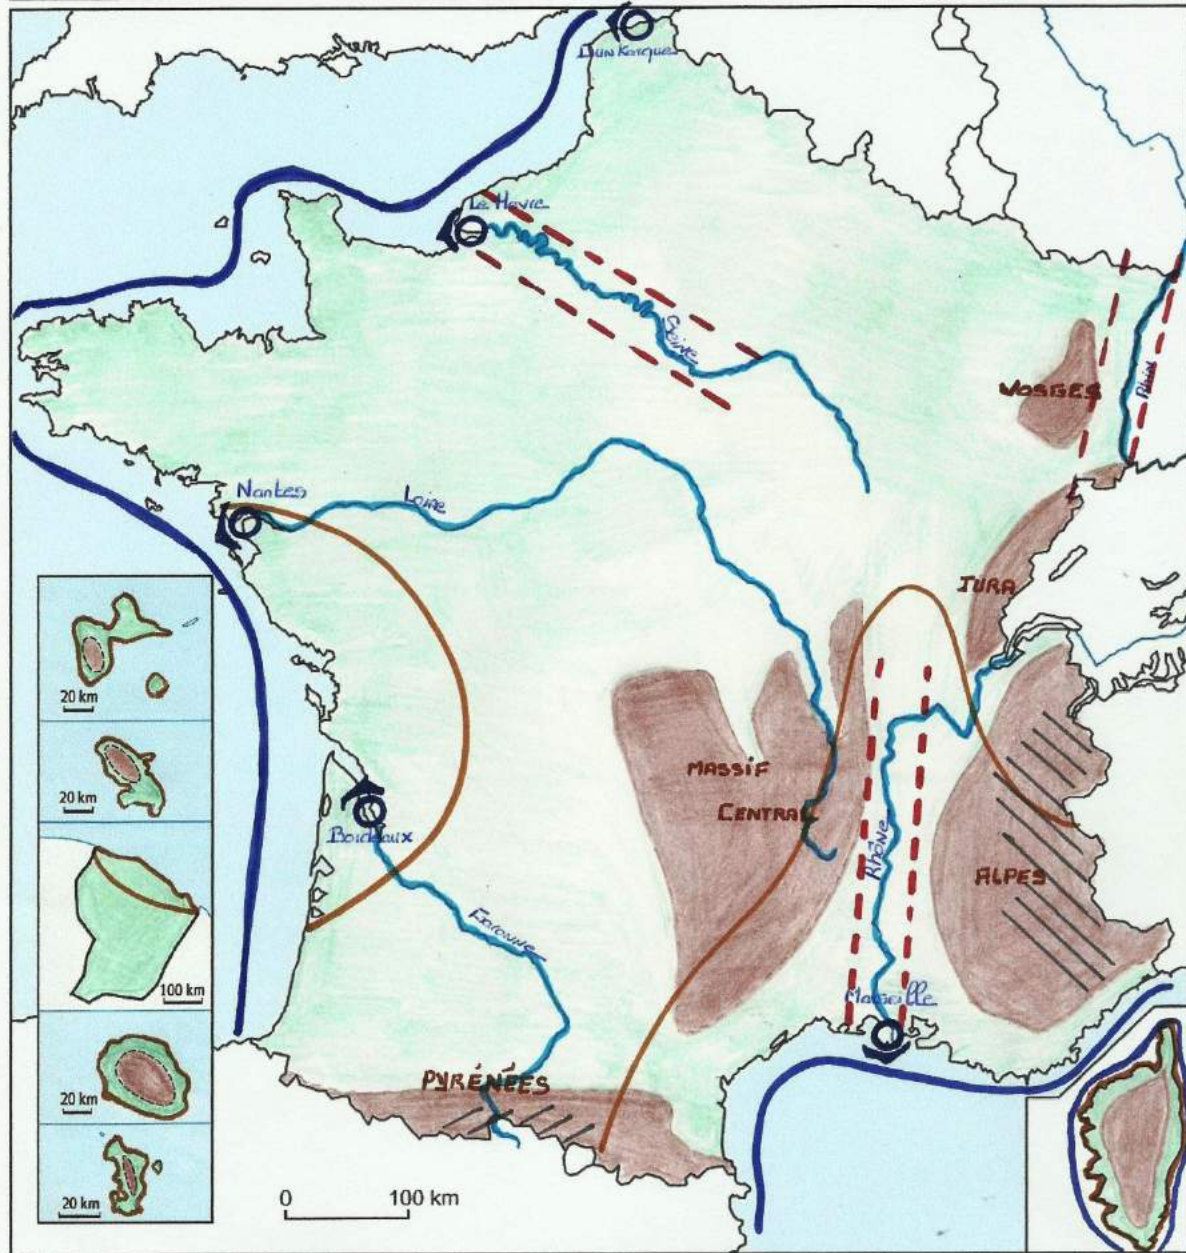 Dunkerque
Le Havre
Seine
VOSGES
Rhin
Nantes
Loire
JURA
20 km
20 km
MASSIF
CENTRAL
Rhône
ALPES
Bordeaux
Garonne
100 km
Marseille
PYRÉNÉES
20 km
20 km
0 100 km